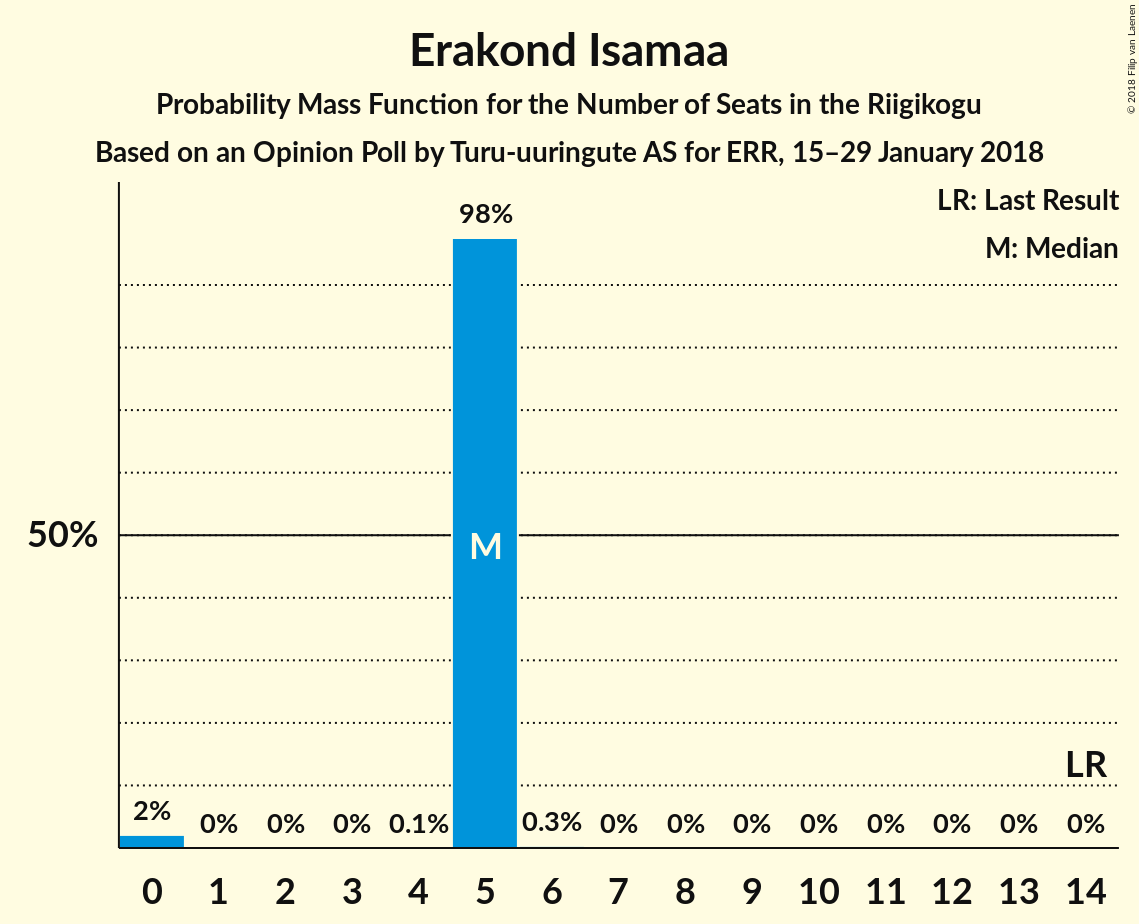 Erakond Isamaa
Probability Mass Function for the Number of Seats in the Riigikogu
Based on an Opinion Poll by Turu-uuringute AS for ERR, 15–29 January 2018
© 2018 Filip van Laenen
LR: Last Result
M: Median
98%
50%
M
LR
2% 0% 0% 0% 0.1% 0.3% 0% 0% 0% 0% 0% 0% 0% 0%
0 1 2 3 4 5 6 7 8 9 10 11 12 13 14